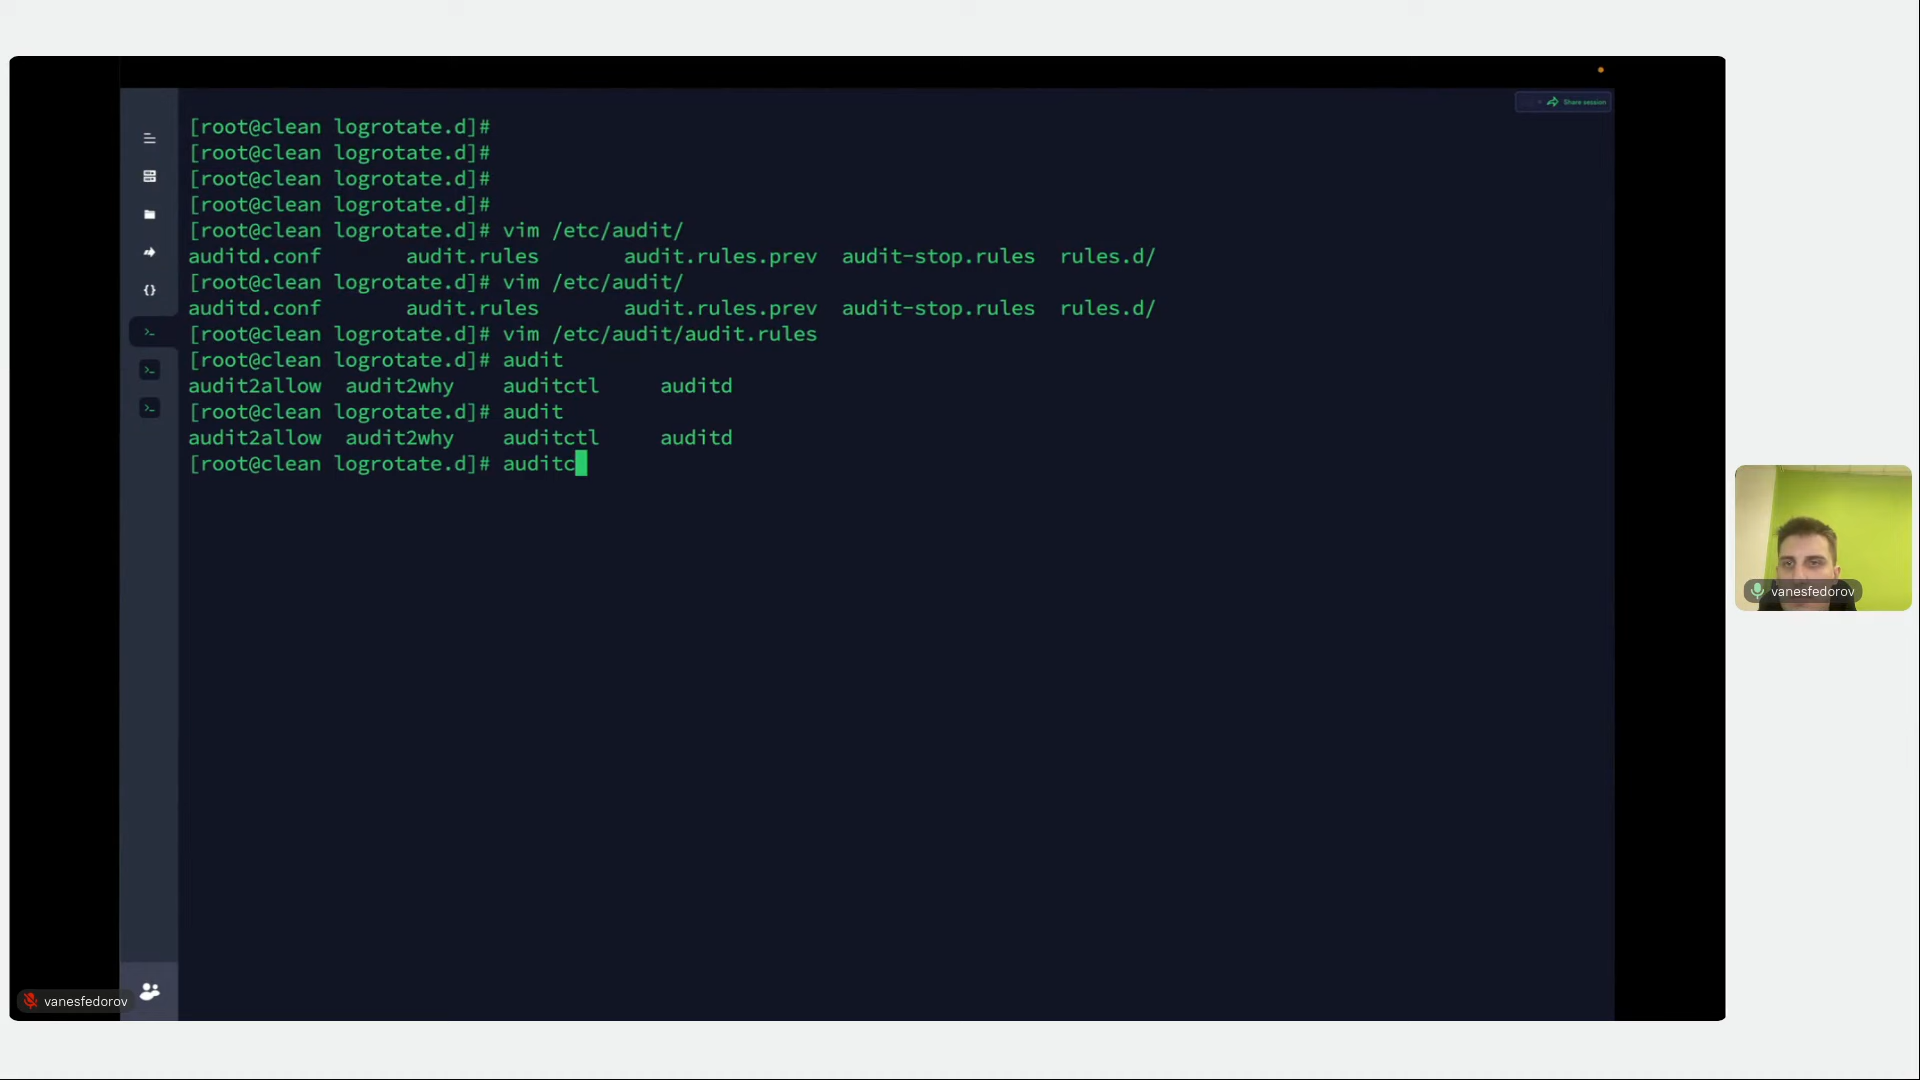 Share session
[root@clean logrotate.d]#
[root@clean logrotate.d]#
[root@clean logrotate.d]#
[root@clean logrotate.d]#
[root@clean logrotate.d]# vim /etc/audit/
auditd.conf audit.rules audit.rules.prev audit-stop.rules rules.d/
[root@clean logrotate.d]# vim /etc/audit/
auditd.conf audit.rules audit.rules.prev audit-stop.rules rules.d/
[root@clean logrotate.d]# vim /etc/audit/audit.rules
[root@clean logrotate.d]# audit
audit2allow audit2why auditctl auditd
[root@clean logrotate.d]# audit
audit2allow audit2why auditctl auditd
[root@clean logrotate.d]# auditc
vanesfedorov
vanesfedorov